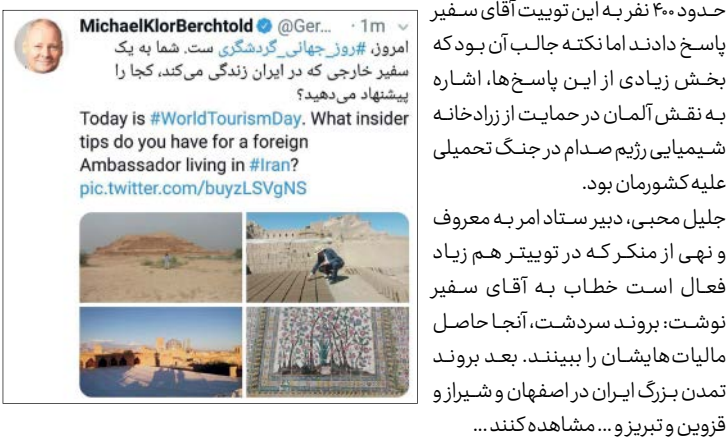 حدود ۴۰۰ نفر به این توییت آقای سفیر
پاسخ دادند اما نکته جالب آن بود که
بخش زیادی از این پاسخ‌ها، اشاره
به نقش آلمان در حمایت از زرادخانه
شیمیایی رژیم صدام در جنگ تحمیلی
علیه کشورمان بود.
جلیل محبی، دبیر ستاد امر به معروف
و نهی از منکر که در توییتر هم زیاد
فعال است خطاب به آقای سفیر
نوشت: بروند سردشت، آنجا حاصل
مالیات‌هایشان را ببینند. بعد بروند
تمدن بزرگ ایران در اصفهان و شیراز و
قزوین و تبریز و ... مشاهده کنند ...
MichaelKlorBerchtold @Ger... · 1m
امروز، #روز_جهانی_گردشگری ست. شما به یک
سفیر خارجی که در ایران زندگی می‌کند، کجا را
پیشنهاد می‌دهید؟
Today is #WorldTourismDay. What insider
tips do you have for a foreign
Ambassador living in #Iran?
pic.twitter.com/buyzLSVgNS